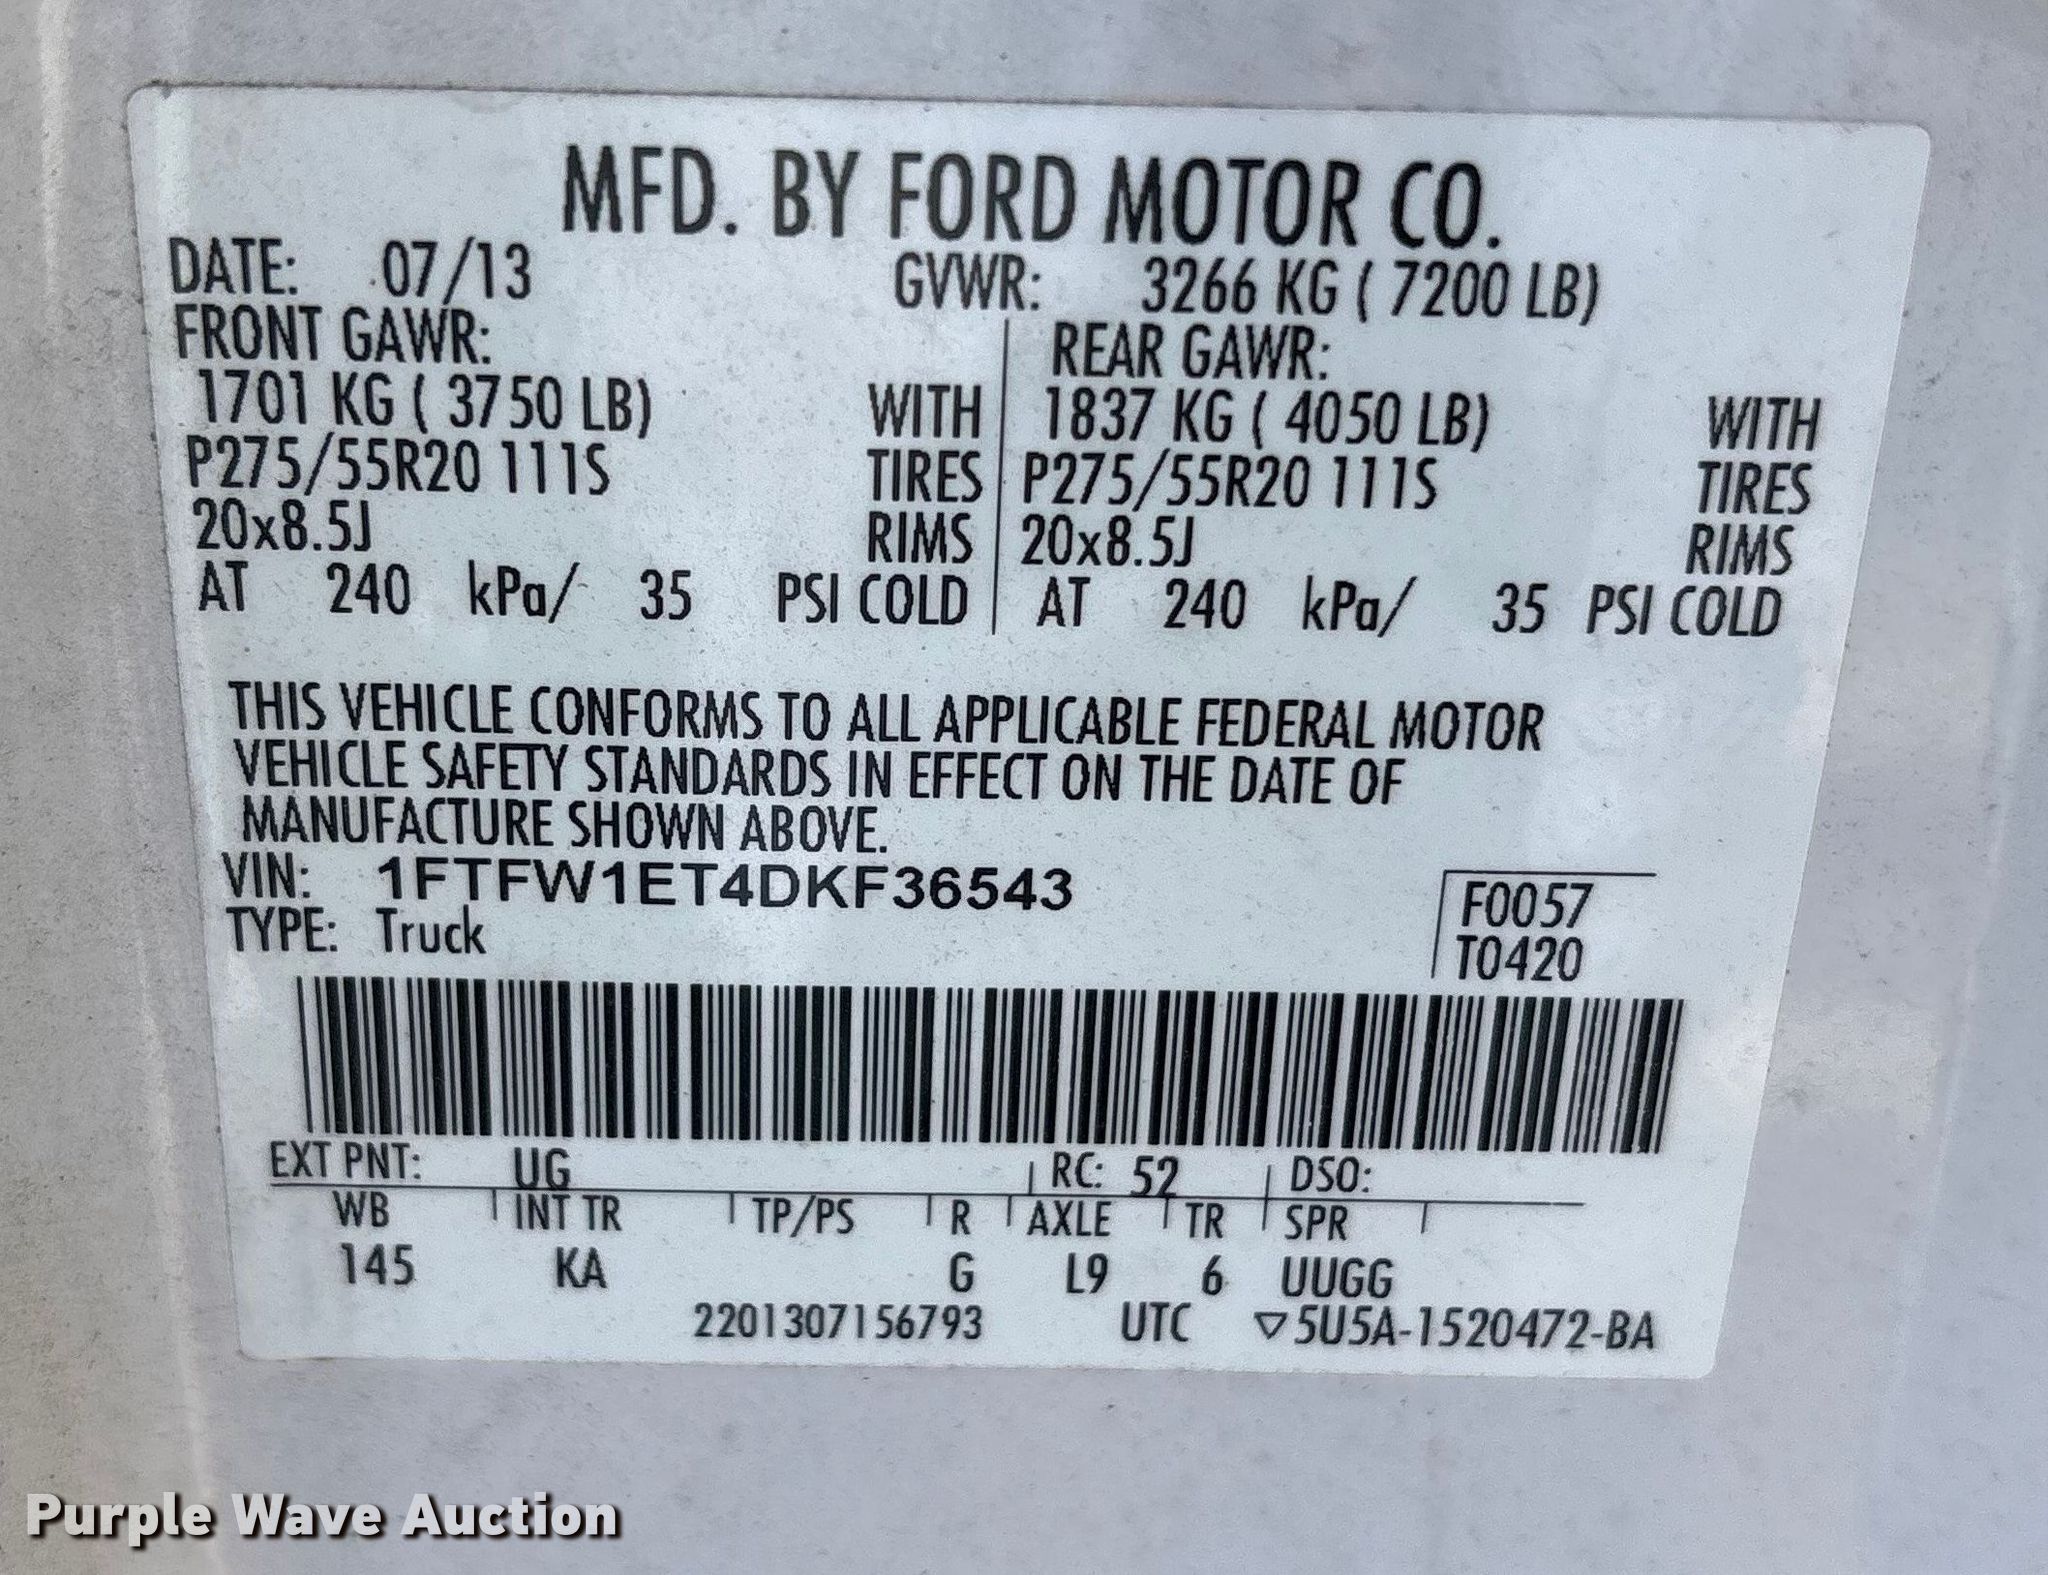 MFD. BY FORD MOTOR CO.
DATE: 07/13 GVWR: 3266 KG ( 7200 LB)
FRONT GAWR: REAR GAWR:
1701 KG ( 3750 LB) WITH 1837 KG ( 4050 LB) WITH
P275/55R20 111S TIRES P275/55R20 111S TIRES
20x8.5J RIMS 20x8.5J RIMS
AT 240 kPa/ 35 PSI COLD AT 240 kPa/ 35 PSI COLD
THIS VEHICLE CONFORMS TO ALL APPLICABLE FEDERAL MOTOR
VEHICLE SAFETY STANDARDS IN EFFECT ON THE DATE OF
MANUFACTURE SHOWN ABOVE.
VIN: 1FTFW1ET4DKF36543 F0057
TYPE: Truck T0420
EXT PNT: UG RC: 52 DSO:
WB INT TR TP/PS R AXLE TR SPR
145 KA G L9 6 UUGG
2201307156793 UTC ▽5U5A-1520472-BA
Purple Wave Auction